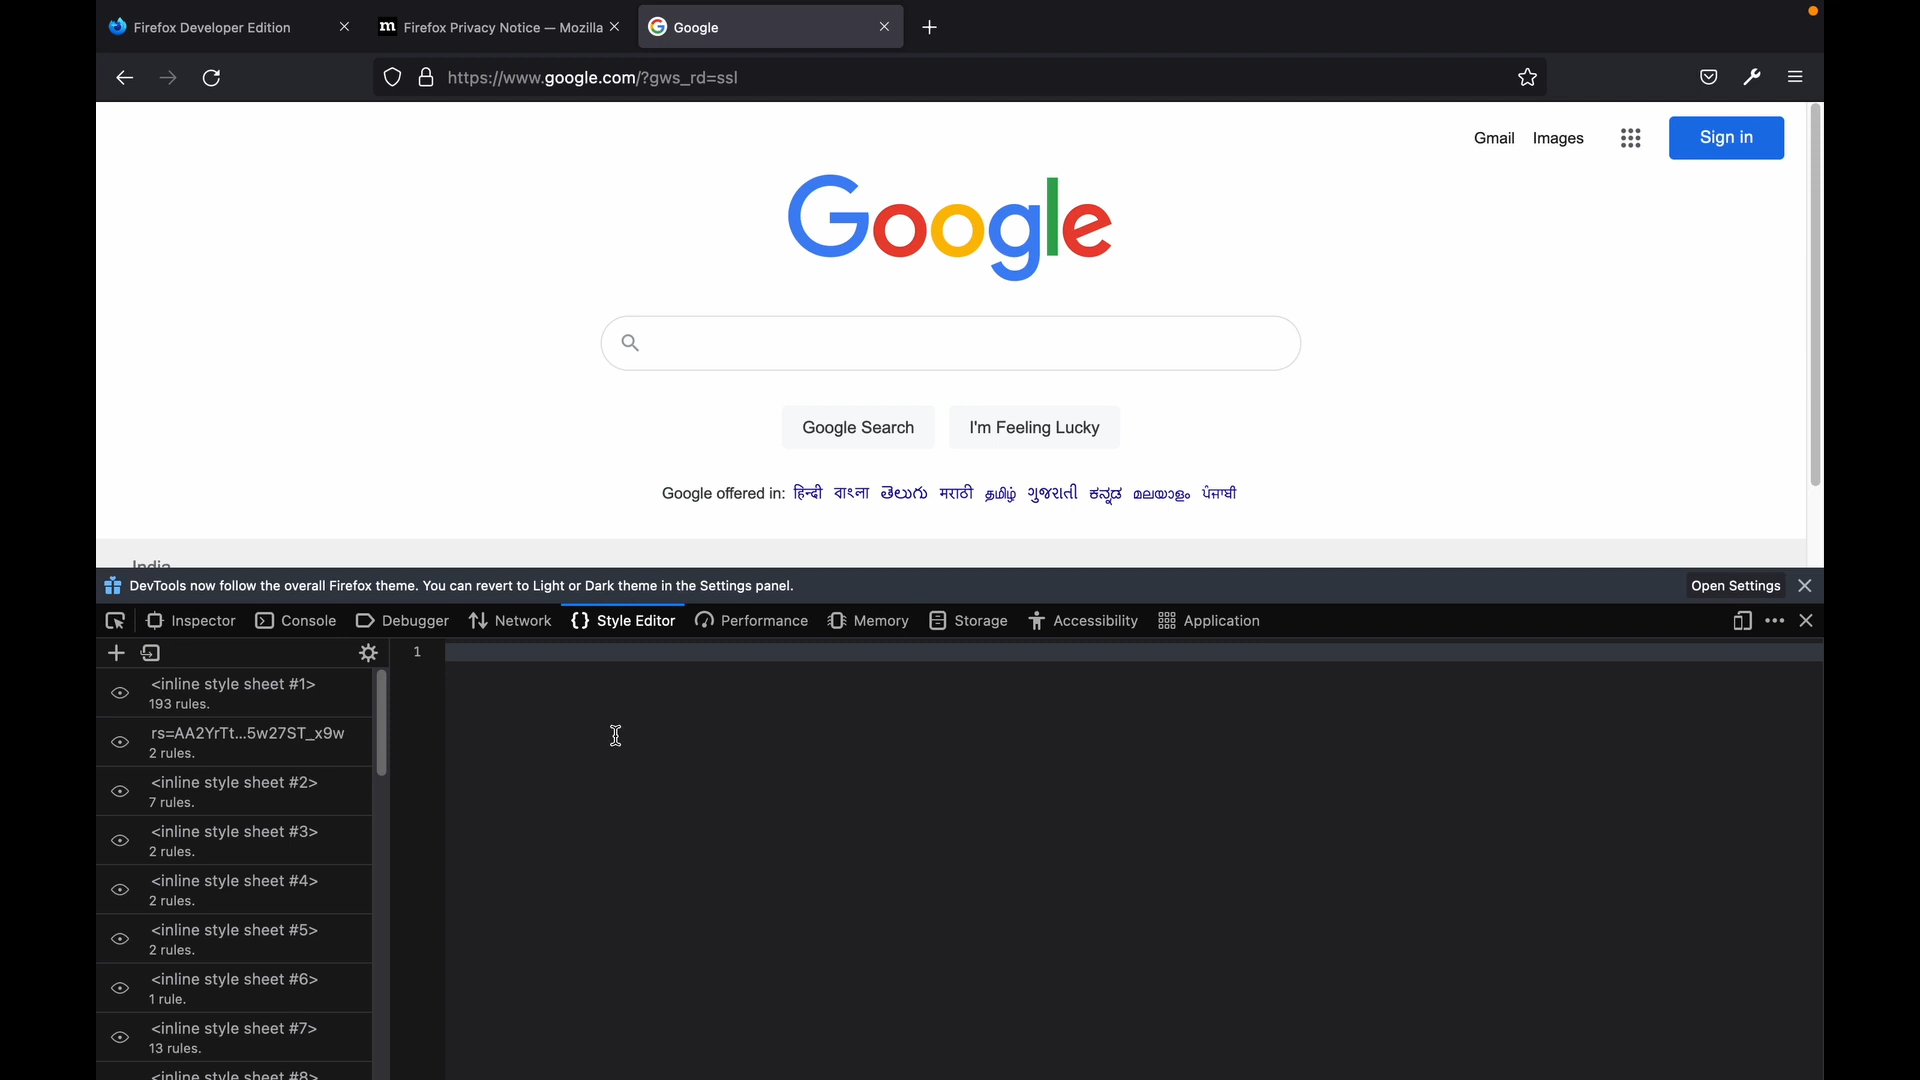 Firefox Developer Edition
Firefox Privacy Notice — Mozilla
Google
https://www.google.com/?gws_rd=ssl
Gmail Images Sign in
Google
Google Search I'm Feeling Lucky
Google offered in: हिन्दी বাংলা తెలుగు मराठी தமிழ் ગુજરાતી ಕನ್ನಡ മലയാളം ਪੰਜਾਬੀ
India
DevTools now follow the overall Firefox theme. You can revert to Light or Dark theme in the Settings panel. Open Settings
Inspector Console Debugger Network {} Style Editor Performance Memory Storage Accessibility Application
1
<inline style sheet #1>
193 rules.
rs=AA2YrTt...5w27ST_x9w
2 rules.
<inline style sheet #2>
7 rules.
<inline style sheet #3>
2 rules.
<inline style sheet #4>
2 rules.
<inline style sheet #5>
2 rules.
<inline style sheet #6>
1 rule.
<inline style sheet #7>
13 rules.
<inline style sheet #8>